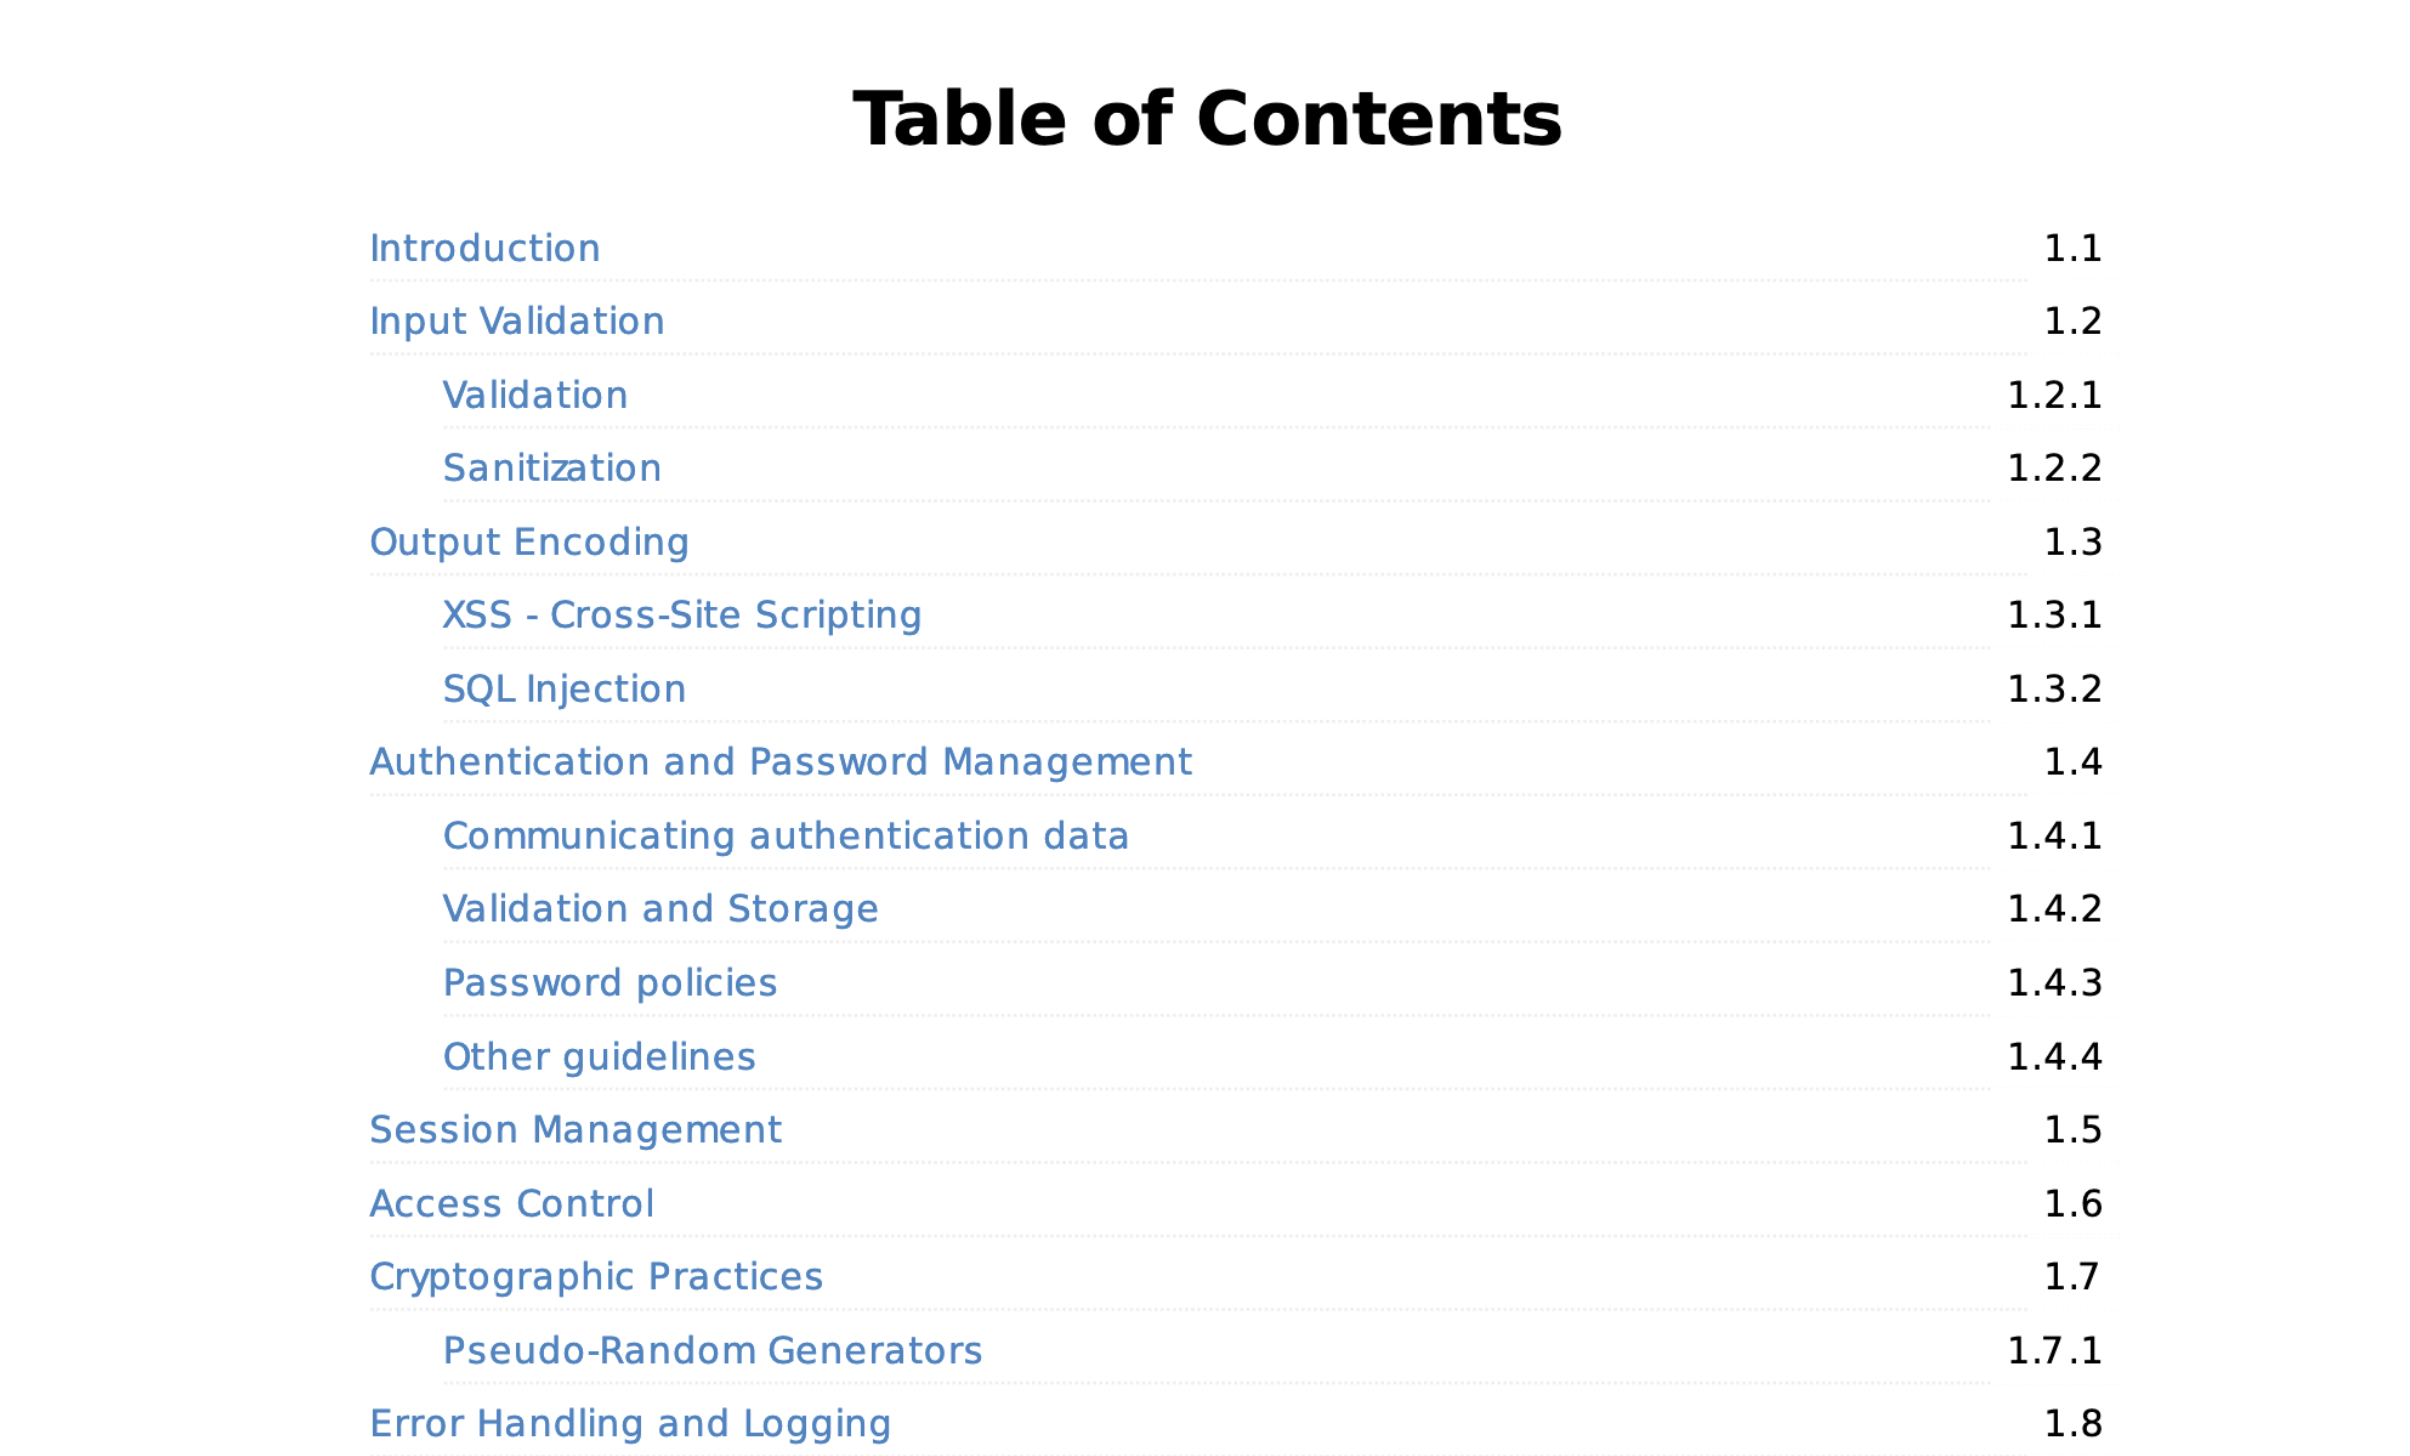 Table of Contents
Introduction 1.1
Input Validation 1.2
Validation 1.2.1
Sanitization 1.2.2
Output Encoding 1.3
XSS - Cross-Site Scripting 1.3.1
SQL Injection 1.3.2
Authentication and Password Management 1.4
Communicating authentication data 1.4.1
Validation and Storage 1.4.2
Password policies 1.4.3
Other guidelines 1.4.4
Session Management 1.5
Access Control 1.6
Cryptographic Practices 1.7
Pseudo-Random Generators 1.7.1
Error Handling and Logging 1.8